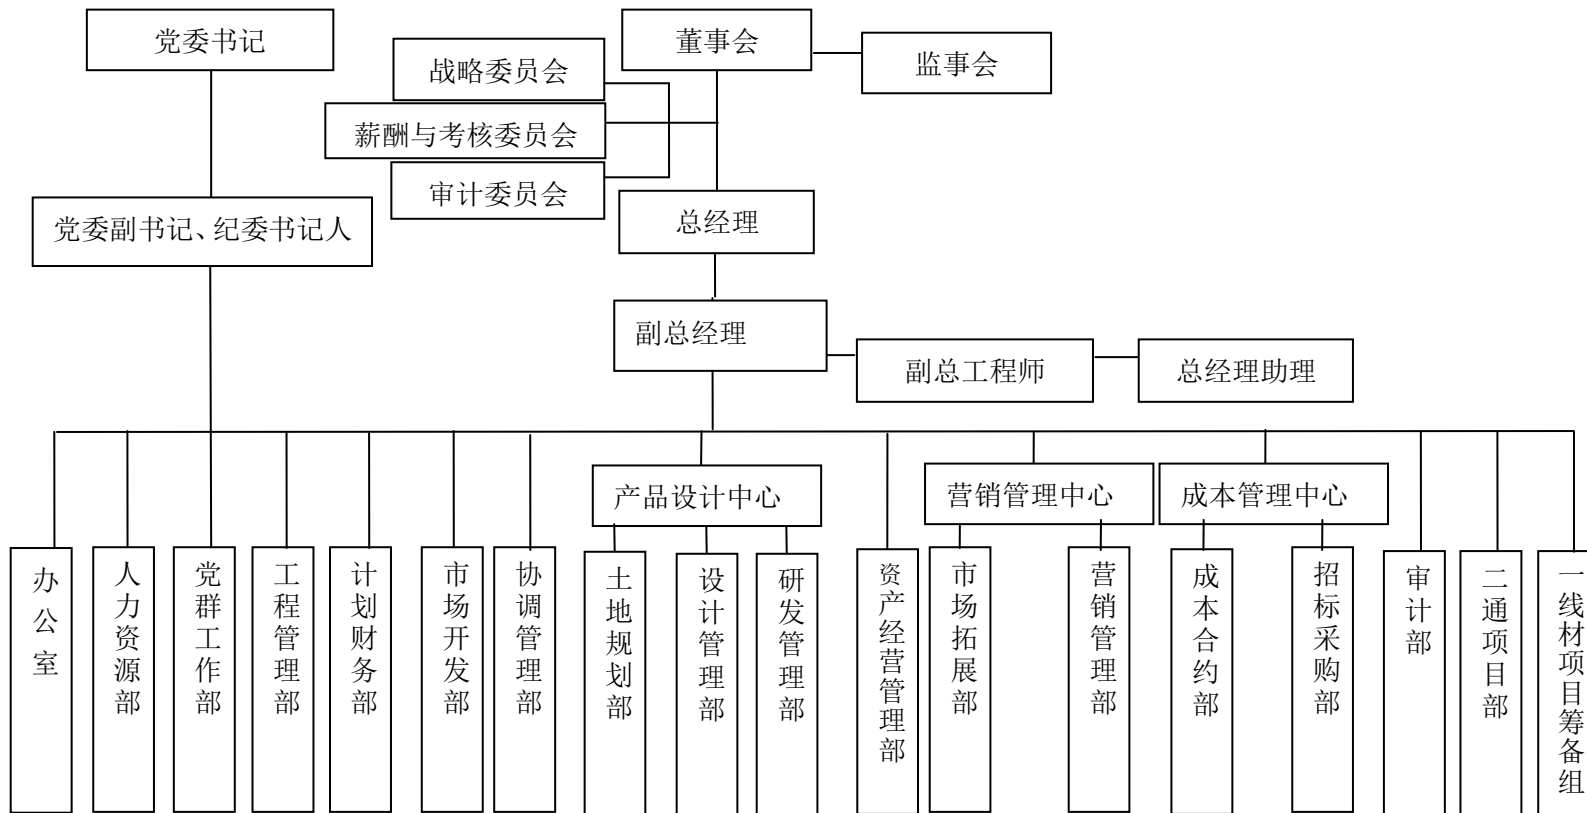 党委书记
董事会
监事会
战略委员会
薪酬与考核委员会
审计委员会
党委副书记、纪委书记人
总经理
副总经理
副总工程师
总经理助理
产品设计中心
营销管理中心
成本管理中心
办公室
人力资源部
党群工作部
工程管理部
计划财务部
市场开发部
协调管理部
土地规划部
设计管理部
研发管理部
资产经营管理部
市场拓展部
营销管理部
成本合约部
招标采购部
审计部
二通项目部
一线材项目筹备组